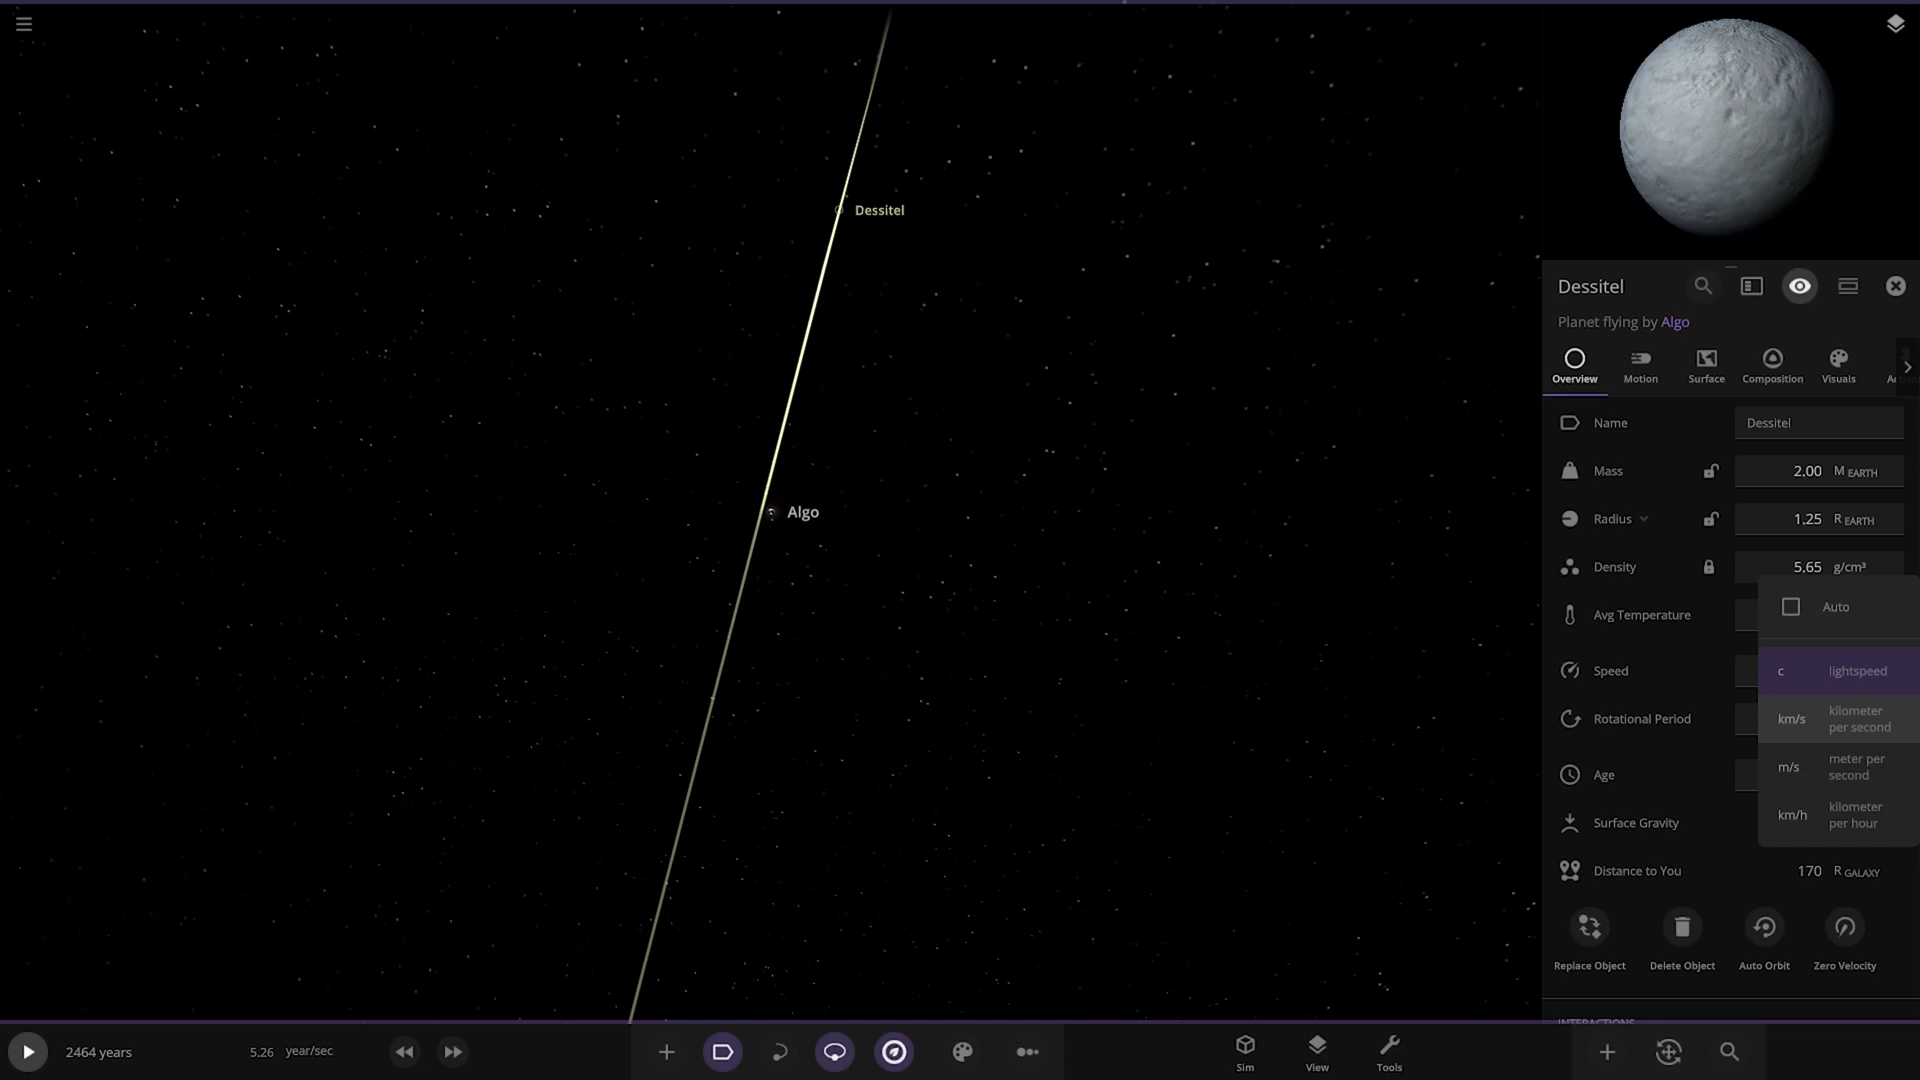 Dessitel
Algo
Dessitel
Planet flying by Algo
Overview
Motion
Surface
Composition
Visuals
Name
Dessitel
Mass
2.00 M EARTH
Radius
1.25 R EARTH
Density
5.65 g/cm³
Avg Temperature
Speed
Rotational Period
Age
Surface Gravity
Distance to You
170 R GALAXY
Auto
c
lightspeed
km/s
kilometer
per second
m/s
meter per
second
km/h
kilometer
per hour
Replace Object
Delete Object
Auto Orbit
Zero Velocity
INTERACTIONS
2464 years
5.26 year/sec
Sim
View
Tools